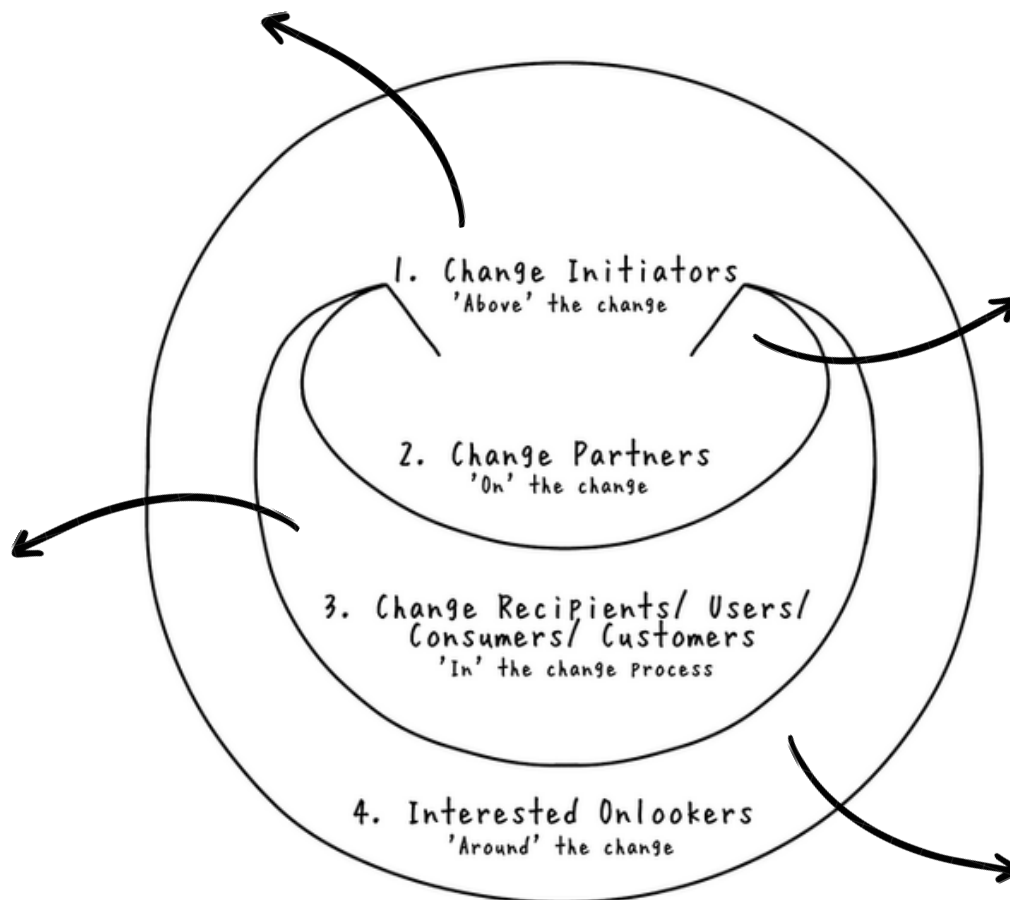 1. Change Initiators
'Above' the change
2. Change Partners
'On' the change
3. Change Recipients/ Users/
Consumers/ Customers
'In' the change process
4. Interested Onlookers
'Around' the change